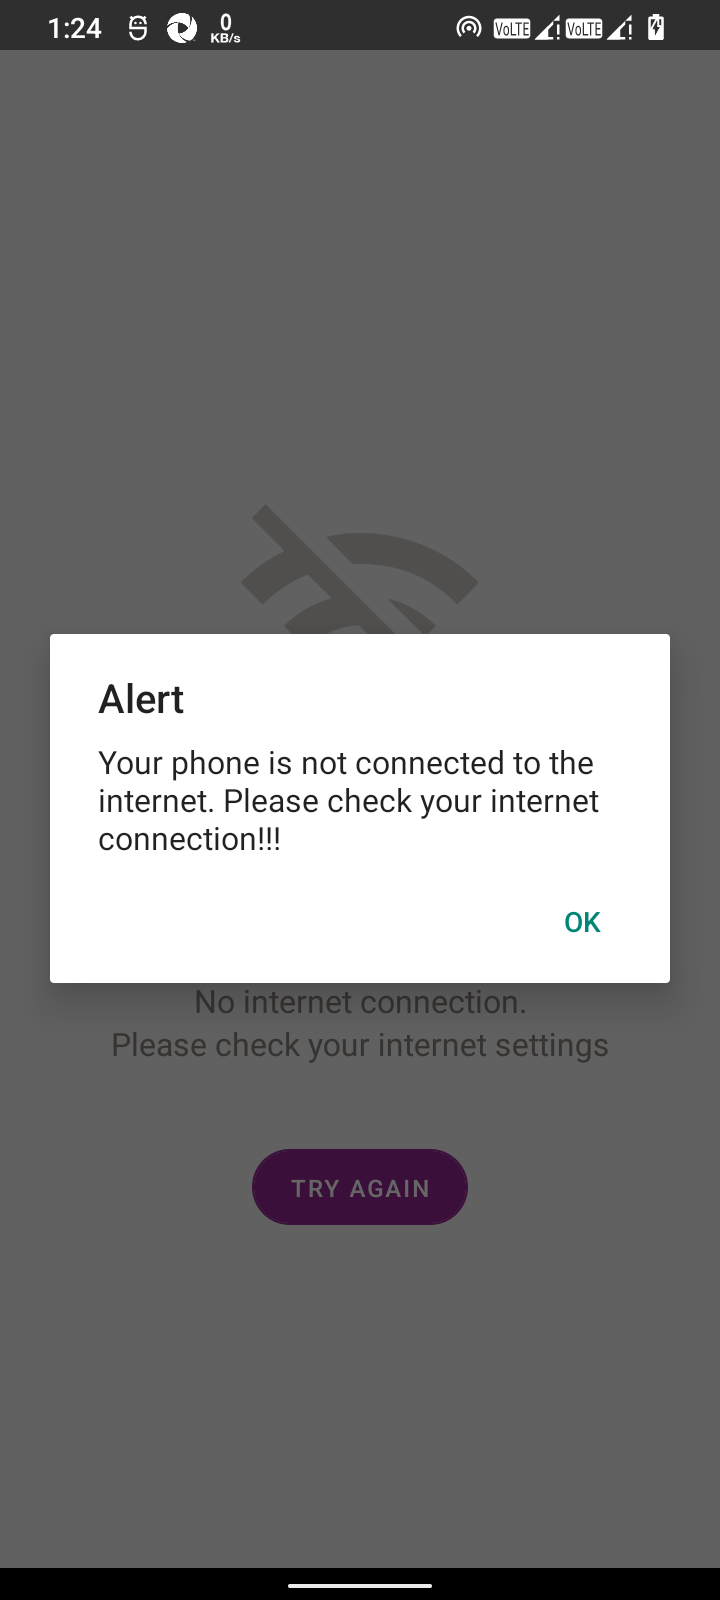 1:24 0 KB/s VoLTE VoLTE
Alert
Your phone is not connected to the
internet. Please check your internet
connection!!!
OK
No internet connection.
Please check your internet settings
TRY AGAIN